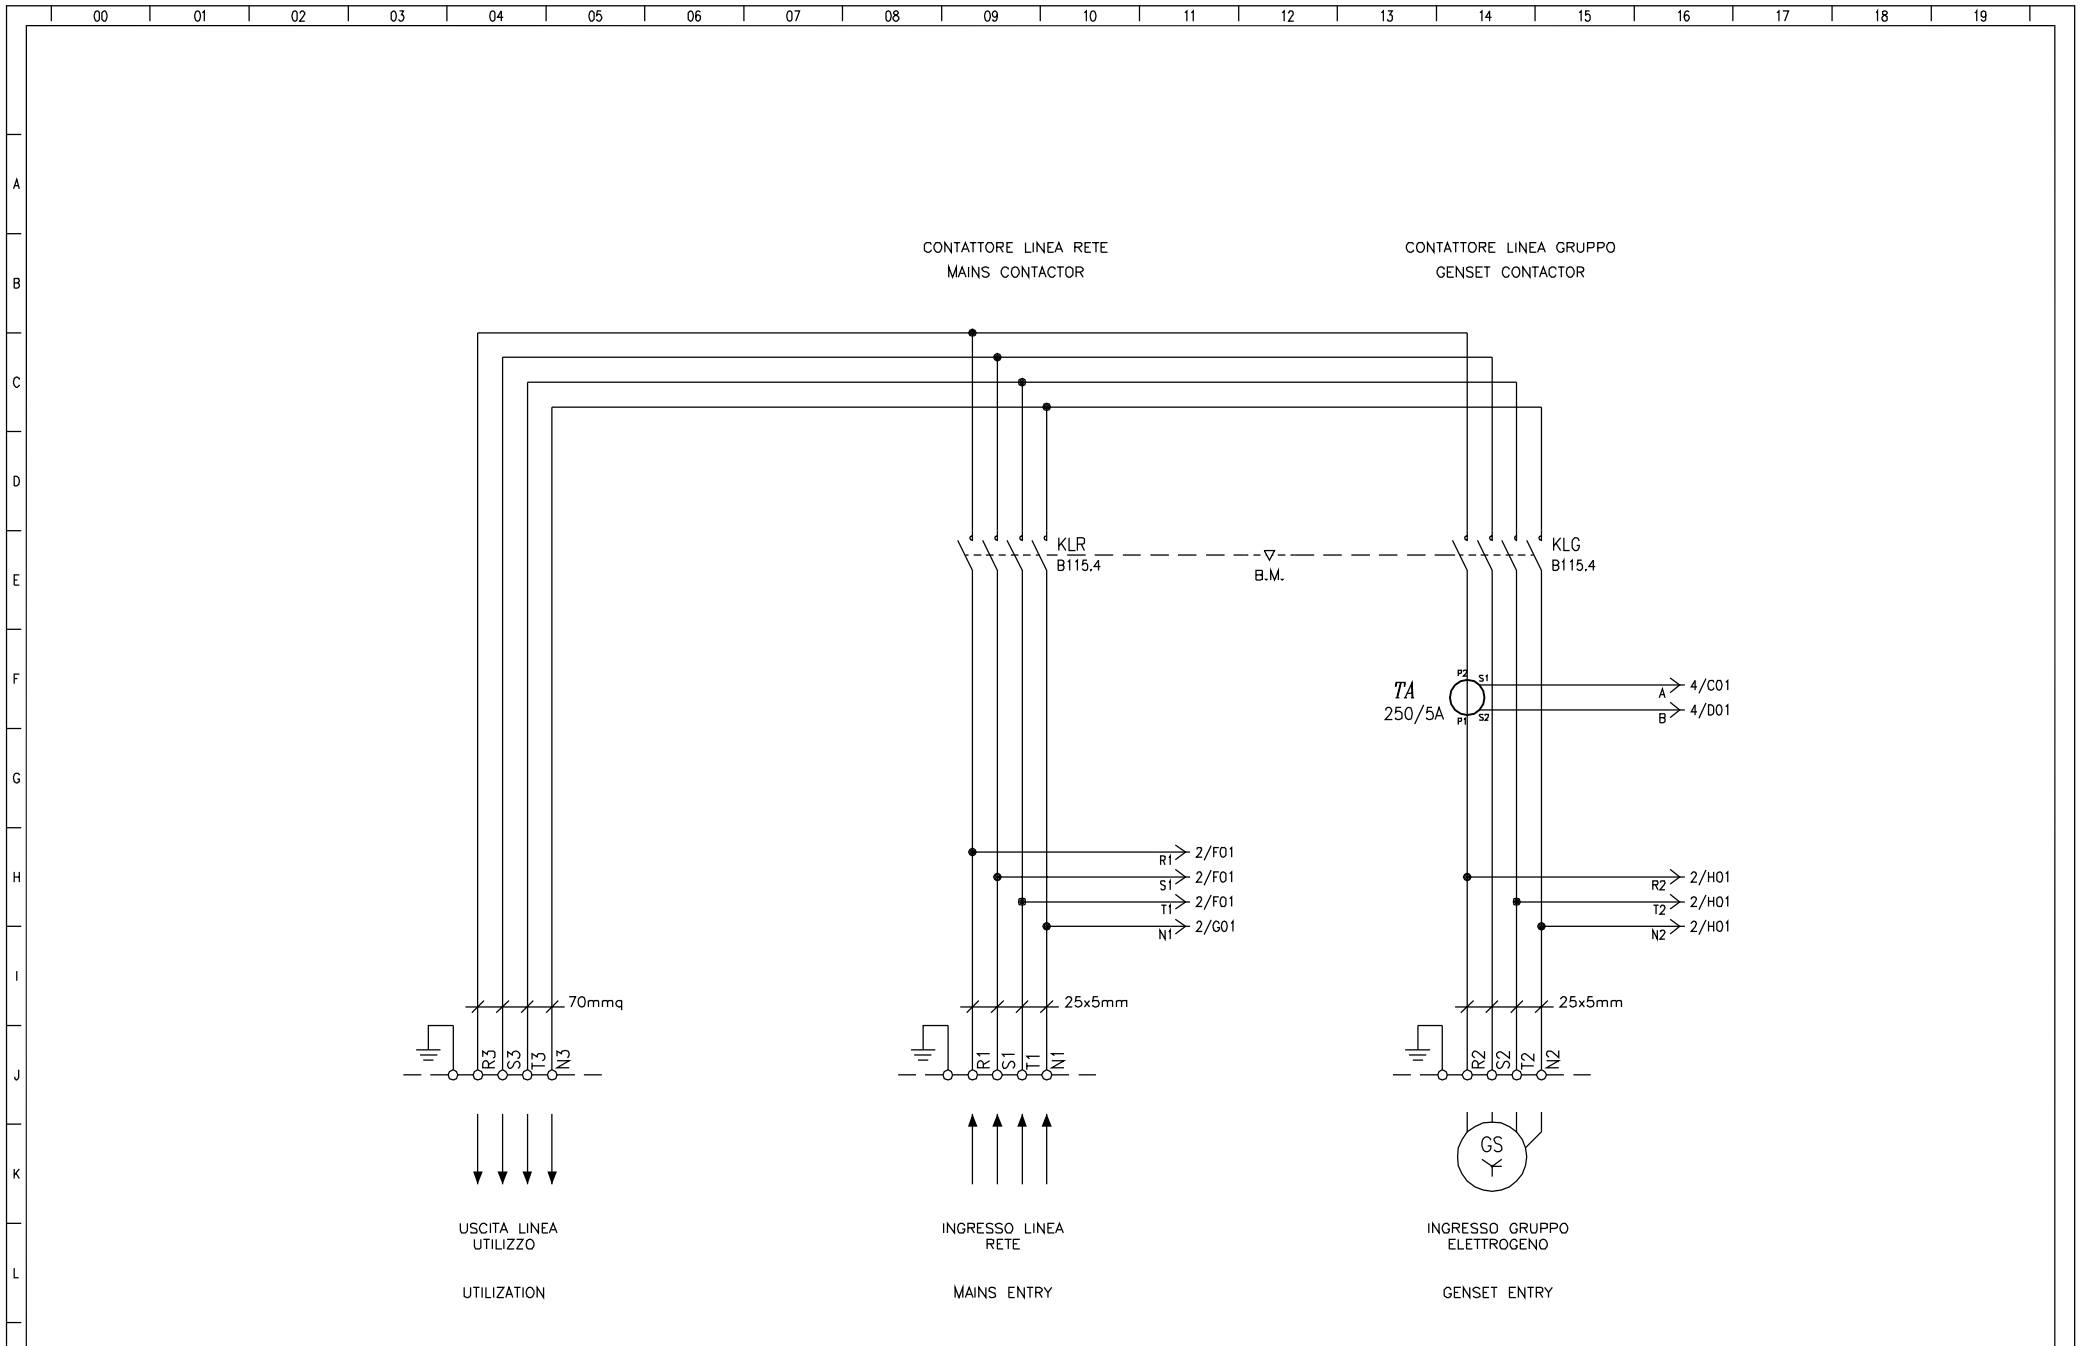 00 01 02 03 04 05 06 07 08 09 10 11 12 13 14 15 16 17 18 19
A
CONTATTORE LINEA RETE
MAINS CONTACTOR
CONTATTORE LINEA GRUPPO
GENSET CONTACTOR
B
C
D
KLR
B115.4
B.M.
KLG
B115.4
E
F
TA
250/5A
P2
S1
P1
S2
A
4/C01
B
4/D01
G
H
R1
2/F01
S1
2/F01
T1
2/F01
N1
2/G01
R2
2/H01
T2
2/H01
N2
2/H01
I
70mmq
25x5mm
25x5mm
J
R3
S3
T3
N3
R1
S1
T1
N1
R2
S2
T2
N2
GS
K
USCITA LINEA
UTILIZZO
UTILIZATION
INGRESSO LINEA
RETE
MAINS ENTRY
INGRESSO GRUPPO
ELETTROGENO
GENSET ENTRY
L